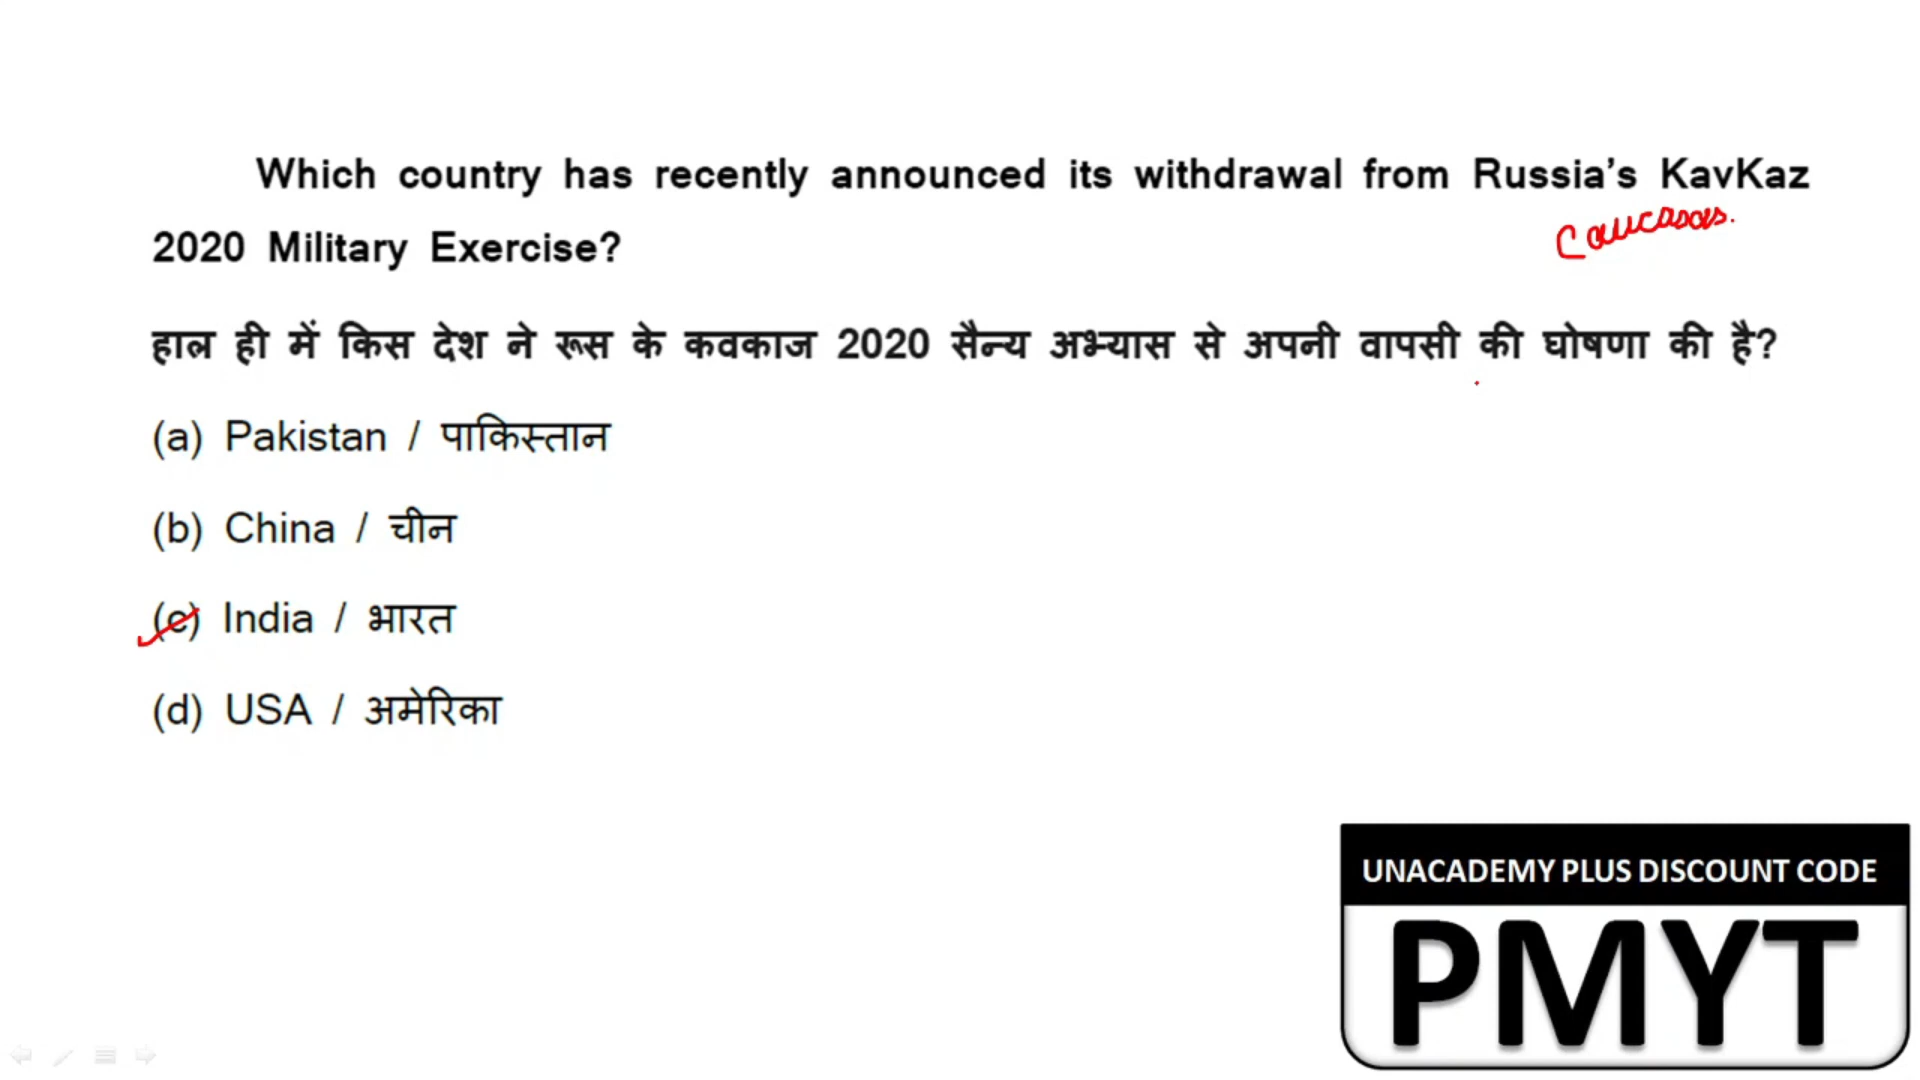 Which country has recently announced its withdrawal from Russia’s KavKaz
Caucasus.
2020 Military Exercise?
हाल ही में किस देश ने रूस के कवकाज 2020 सैन्य अभ्यास से अपनी वापसी की घोषणा की है?
(a) Pakistan / पाकिस्तान
(b) China / चीन
(c) India / भारत
(d) USA / अमेरिका
UNACADEMY PLUS DISCOUNT CODE
PMYT